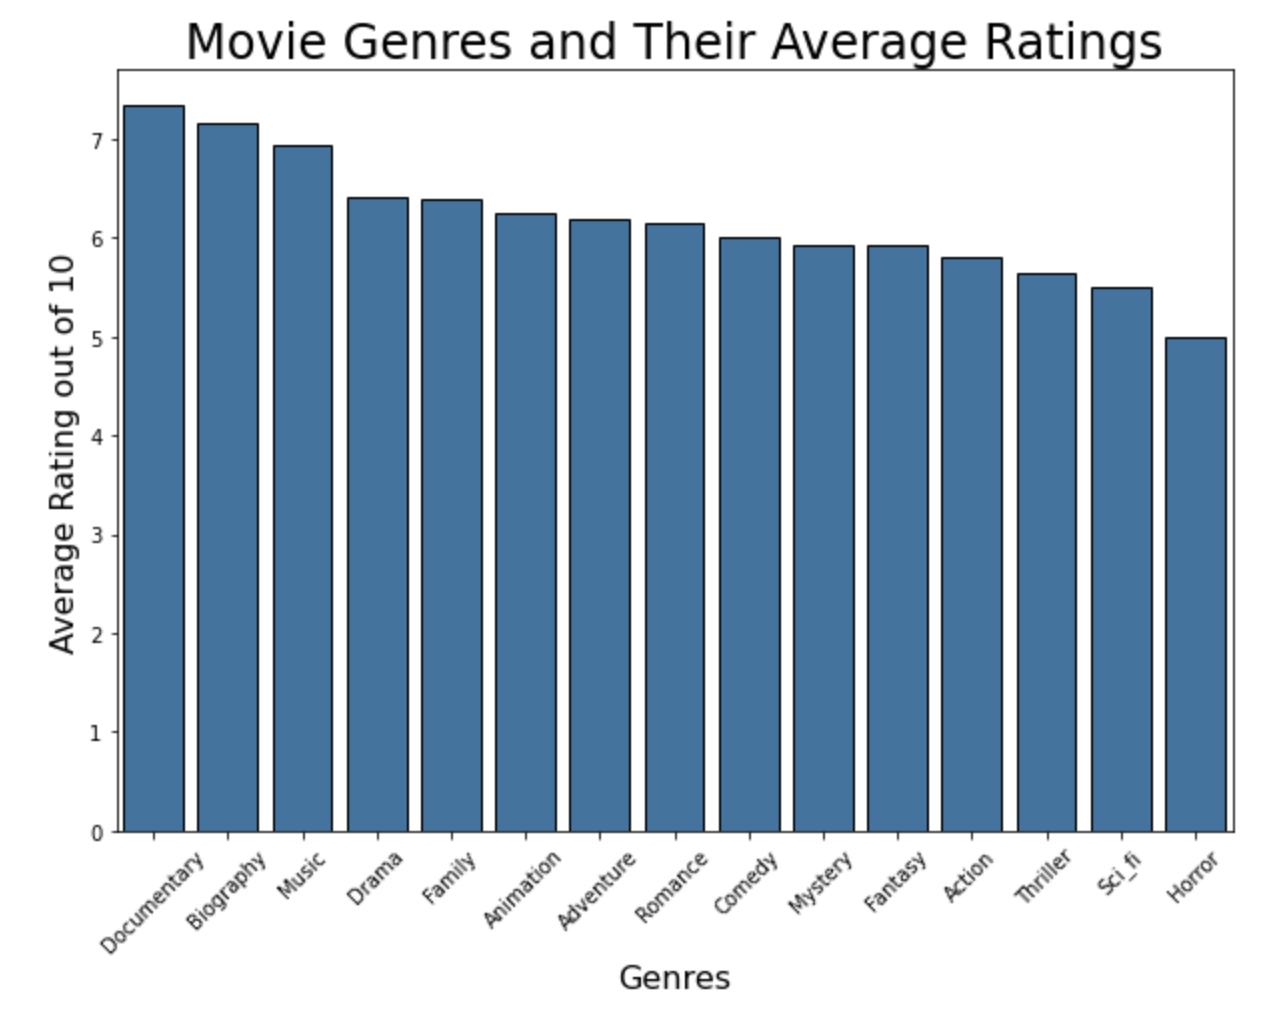 Movie Genres and Their Average Ratings
Average Rating out of 10
7
6
5
4
3
2
1
0
Documentary
Biography
Music
Drama
Family
Animation
Adventure
Romance
Comedy
Mystery
Fantasy
Action
Thriller
Sci_fi
Horror
Genres